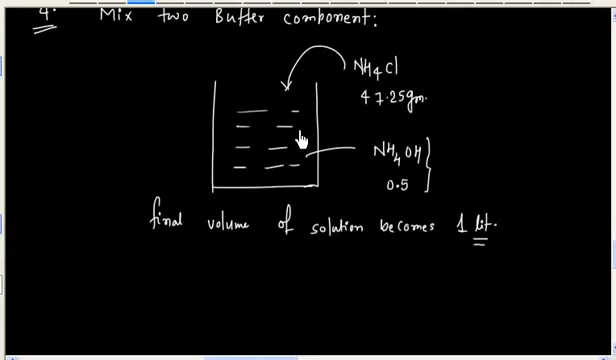 4. Mix two Buffer component:
NH4Cl
47.25gm.
NH4OH
0.5
final volume of solution becomes 1 lit.